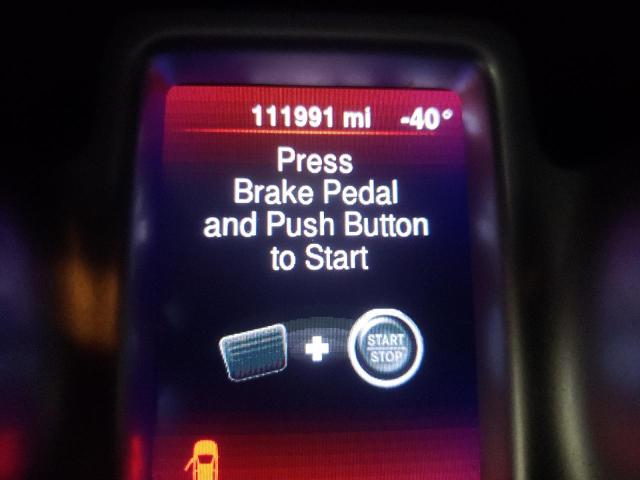 111991 mi -40°
Press
Brake Pedal
and Push Button
to Start
START
STOP